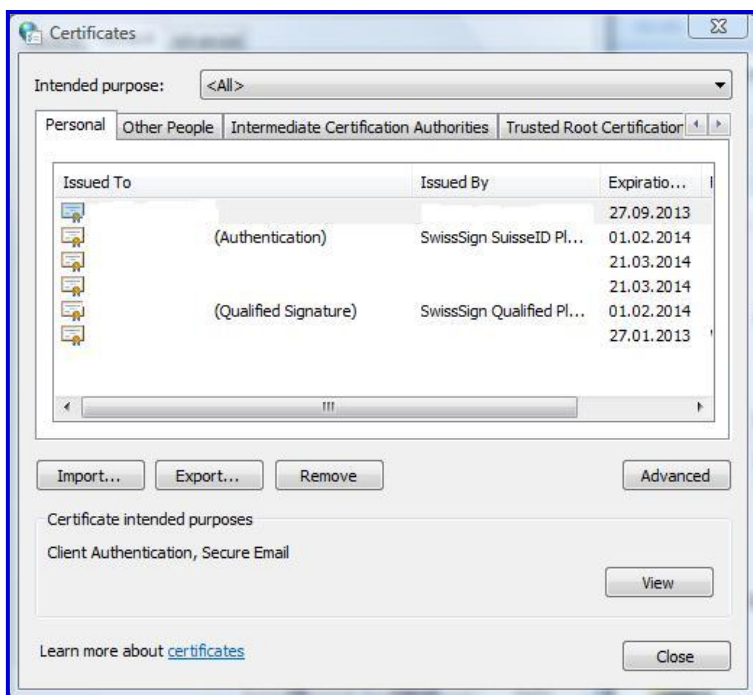 Certificates
Intended purpose: <All>
Personal Other People Intermediate Certification Authorities Trusted Root Certification
Issued To Issued By Expiratio...
27.09.2013
(Authentication) SwissSign SuisseID Pl... 01.02.2014
21.03.2014
21.03.2014
(Qualified Signature) SwissSign Qualified Pl... 01.02.2014
27.01.2013
Import... Export... Remove Advanced
Certificate intended purposes
Client Authentication, Secure Email
View
Learn more about certificates
Close